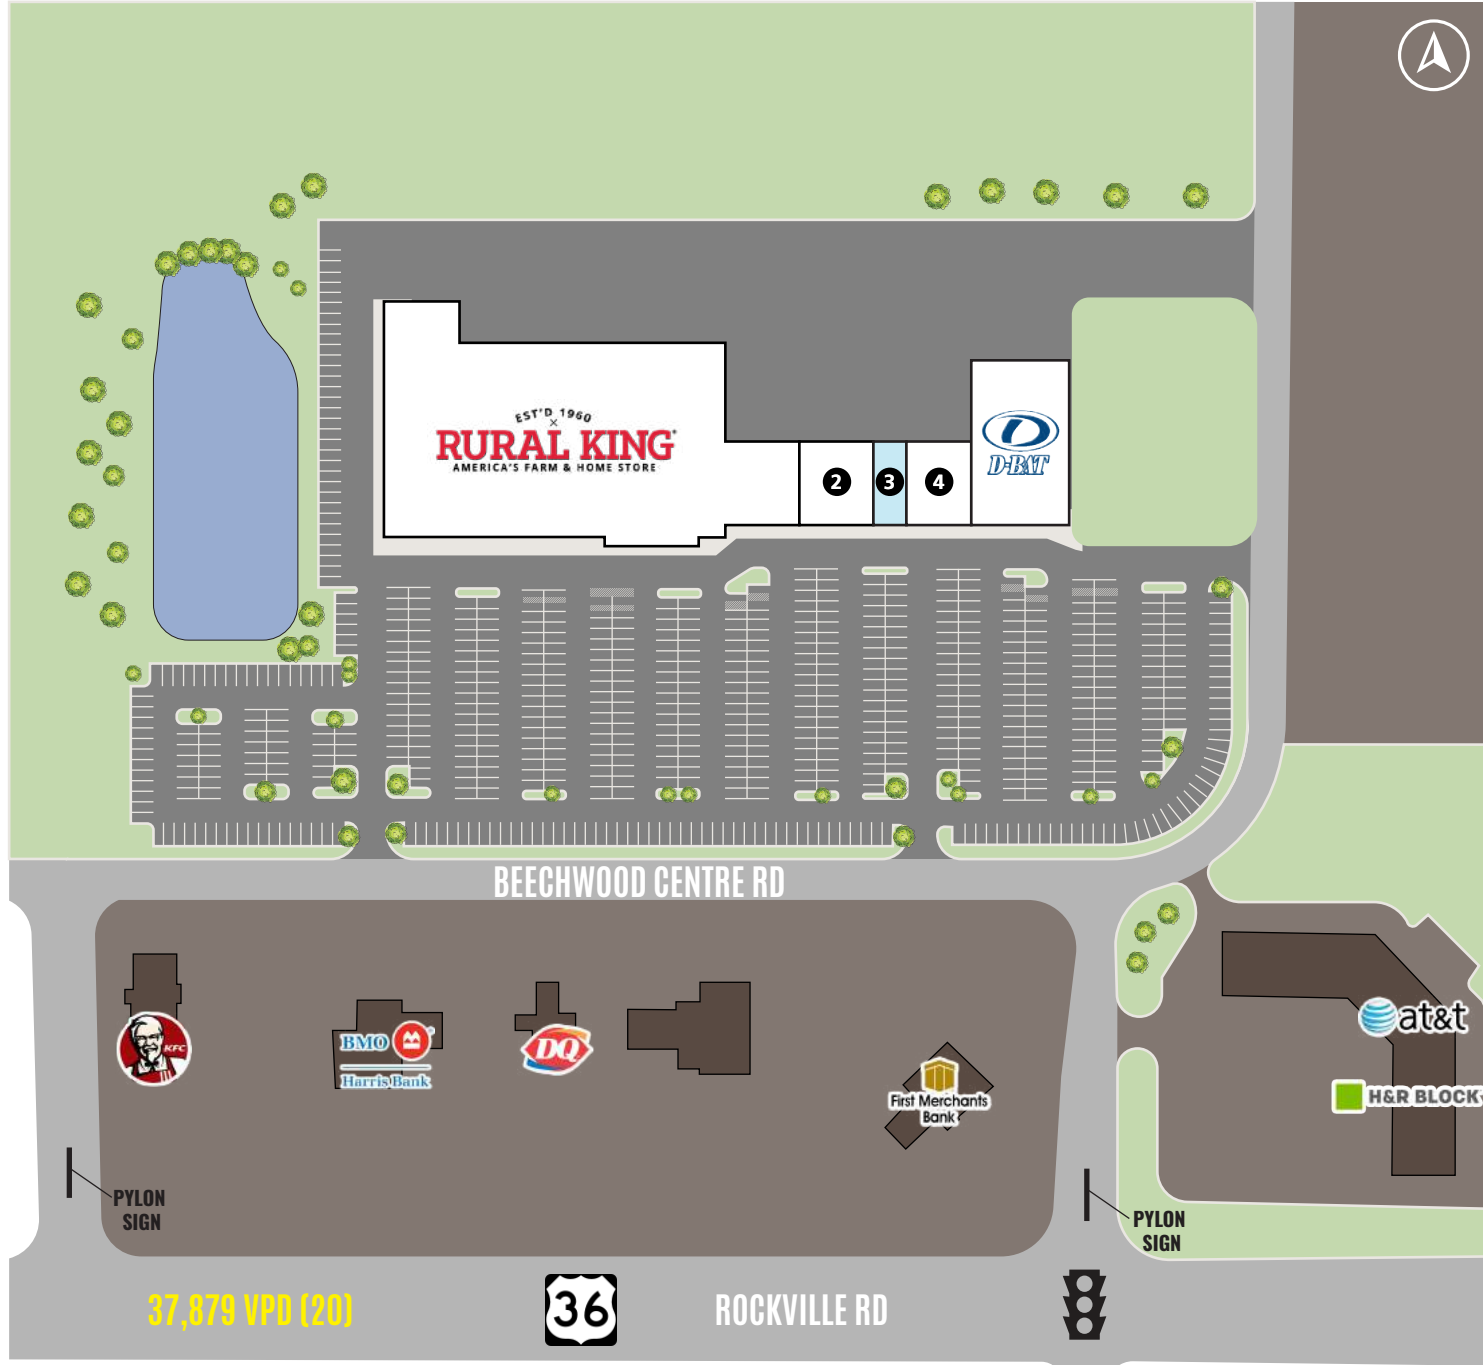 EST'D 1960
×
RURAL KING
AMERICA'S FARM & HOME STORE
2
3
4
D-BAT
BEECHWOOD CENTRE RD
KFC
BMO
Harris Bank
DQ
First Merchants
Bank
at&t
H&R BLOCK
PYLON
SIGN
PYLON
SIGN
37,879 VPD (20)
36
ROCKVILLE RD